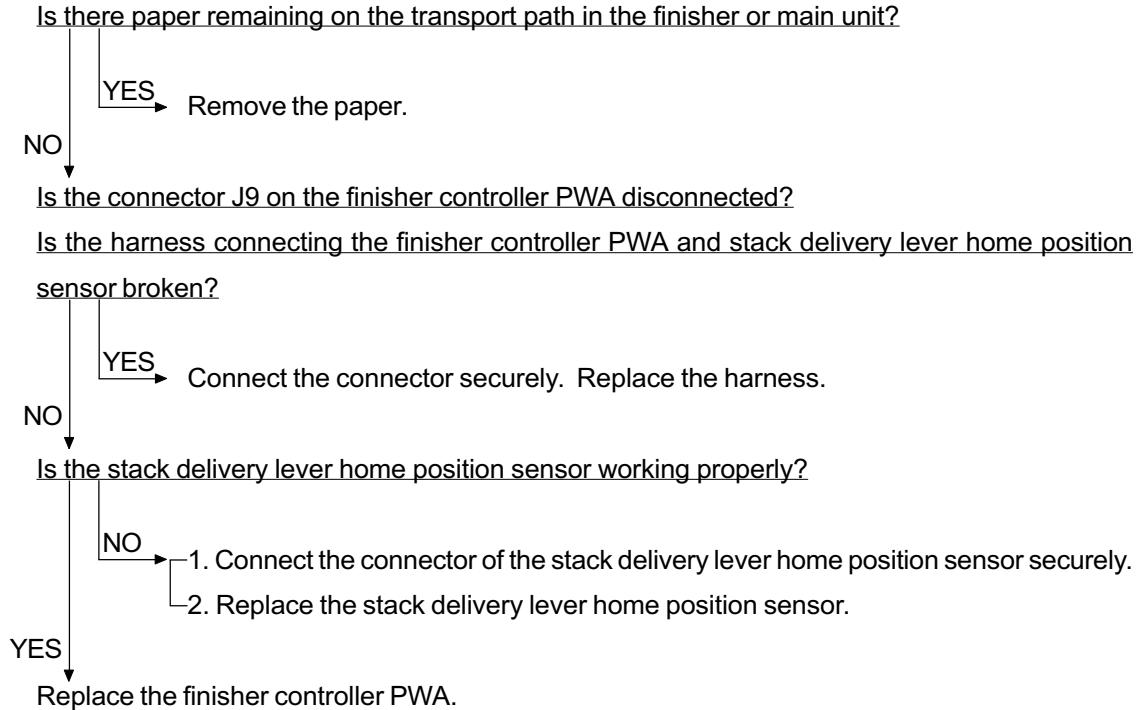 Is there paper remaining on the transport path in the finisher or main unit?
YES
Remove the paper.
NO
Is the connector J9 on the finisher controller PWA disconnected?
Is the harness connecting the finisher controller PWA and stack delivery lever home position
sensor broken?
YES
Connect the connector securely. Replace the harness.
NO
Is the stack delivery lever home position sensor working properly?
NO
1. Connect the connector of the stack delivery lever home position sensor securely.
2. Replace the stack delivery lever home position sensor.
YES
Replace the finisher controller PWA.